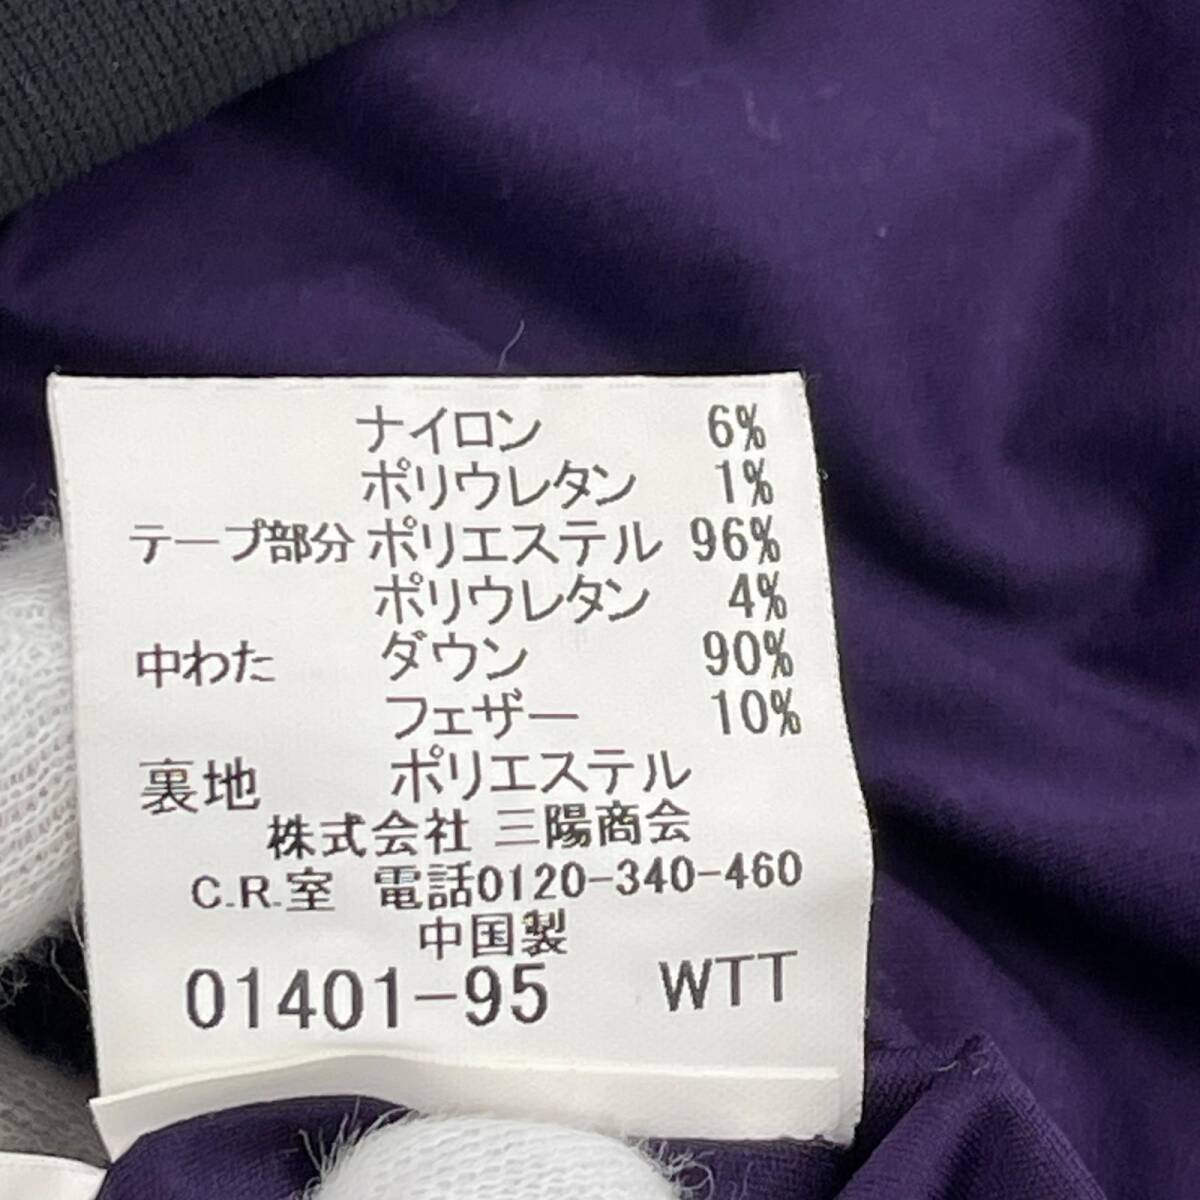 ナイロン 6%
ポリウレタン 1%
テープ部分 ポリエステル 96%
ポリウレタン 4%
中わた ダウン 90%
フェザー 10%
裏地 ポリエステル
株式会社 三陽商会
C.R.室 電話0120-340-460
中国製
01401-95 WTT